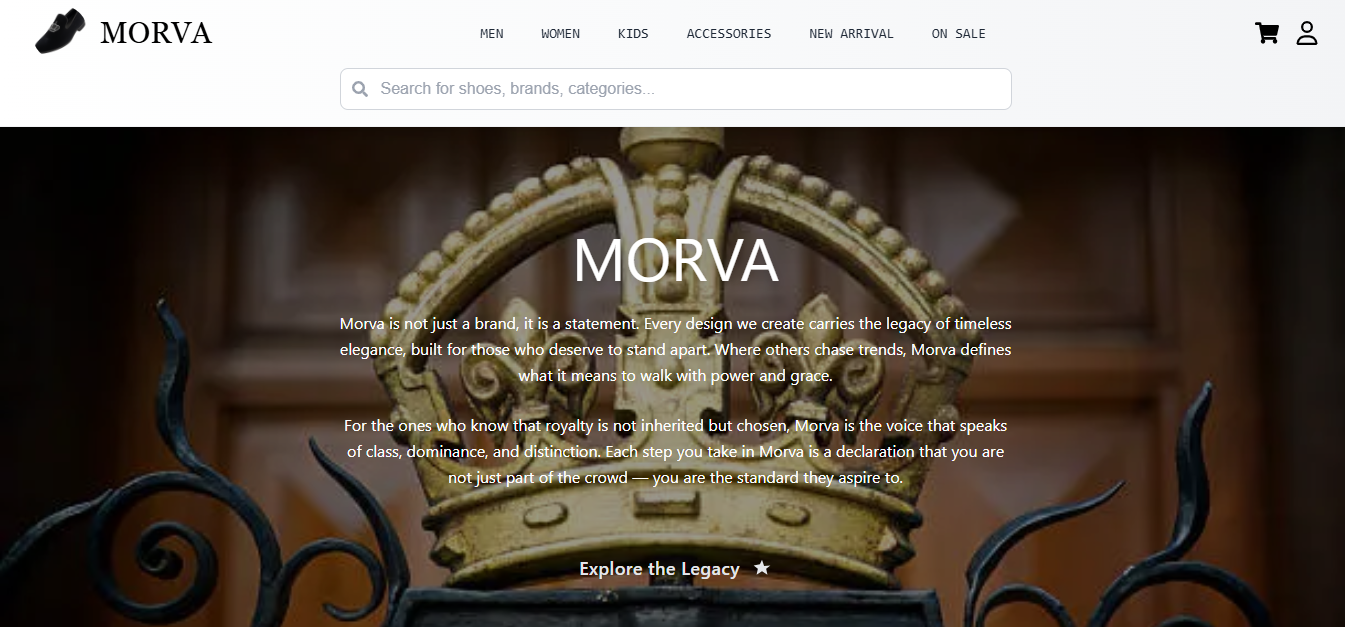 MORVA
MEN WOMEN KIDS ACCESSORIES NEW ARRIVAL ON SALE
Search for shoes, brands, categories...
MORVA
Morva is not just a brand, it is a statement. Every design we create carries the legacy of timeless
elegance, built for those who deserve to stand apart. Where others chase trends, Morva defines
what it means to walk with power and grace.
For the ones who know that royalty is not inherited but chosen, Morva is the voice that speaks
of class, dominance, and distinction. Each step you take in Morva is a declaration that you are
not just part of the crowd — you are the standard they aspire to.
Explore the Legacy ★